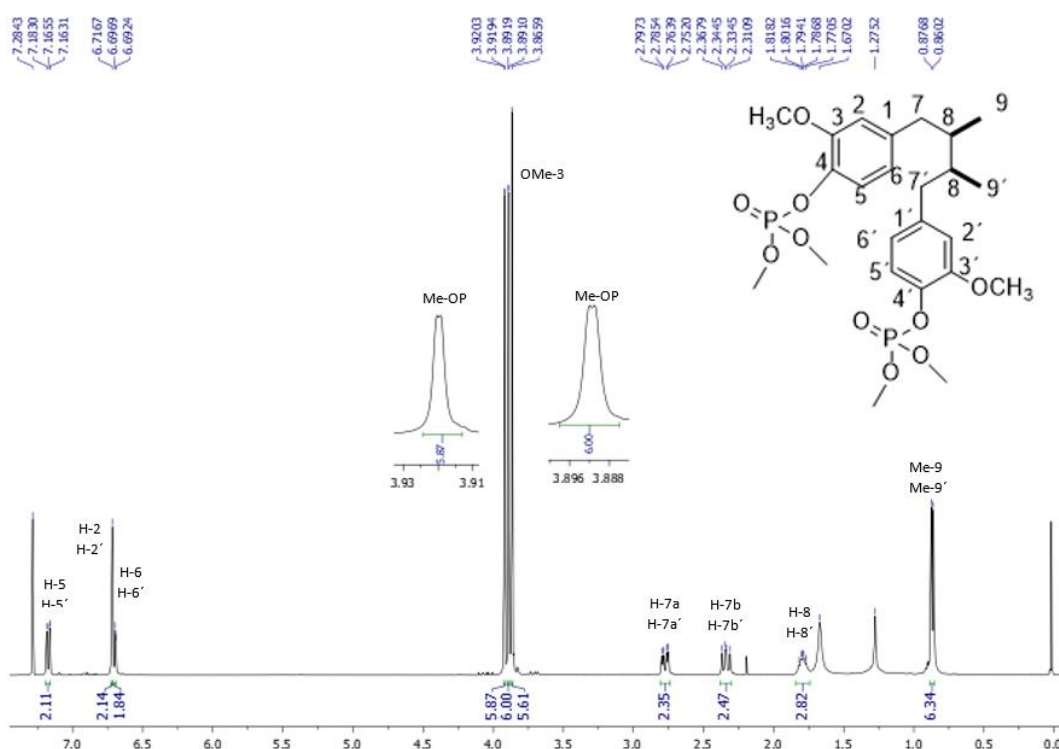 7.2843
7.1830
7.1655
7.1631
6.7167
6.6969
6.6924
3.9203
3.9194
3.8919
3.8910
3.8659
2.7973
2.7854
2.7639
2.7520
2.3679
2.3445
2.3345
2.3109
1.8182
1.8016
1.7941
1.7868
1.7705
1.6702
1.2752
0.8768
0.8602
H₃CO 3 2 1 7 8 9
4 5 6 7´ 8 9´
O P O O O
1´ 2´ 3´ 4´ 5´ 6´
OCH₃
O P O O O
OMe-3
Me-OP
5.87
3.93 3.91
Me-OP
6.00
3.896 3.888
H-5
H-5´
H-2
H-2´
H-6
H-6´
H-7a
H-7a´
H-7b
H-7b´
H-8
H-8´
Me-9
Me-9´
2.11 2.14 1.84 5.87 6.00 5.61 2.35 2.47 2.82 6.34
7.0 6.5 6.0 5.5 5.0 4.5 4.0 3.5 3.0 2.5 2.0 1.5 1.0 0.5 0.0